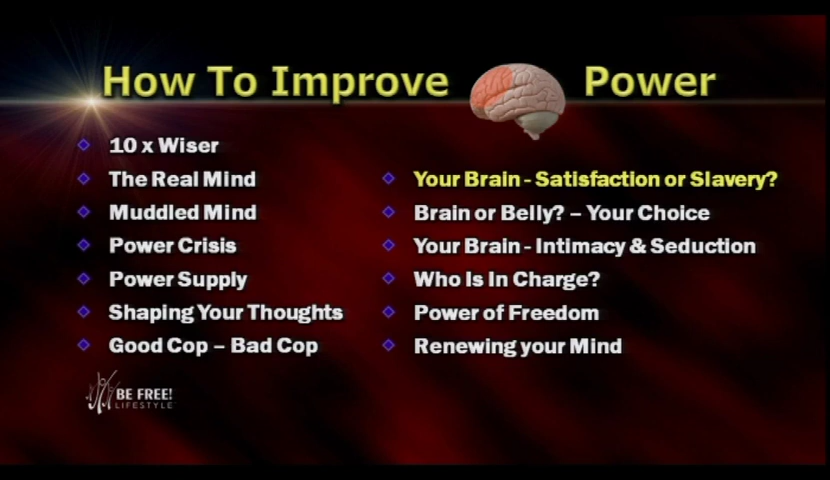 How To Improve Power
10 x Wiser
The Real Mind
Muddled Mind
Power Crisis
Power Supply
Shaping Your Thoughts
Good Cop – Bad Cop
Your Brain - Satisfaction or Slavery?
Brain or Belly? – Your Choice
Your Brain - Intimacy & Seduction
Who Is In Charge?
Power of Freedom
Renewing your Mind
BE FREE!
LIFESTYLE